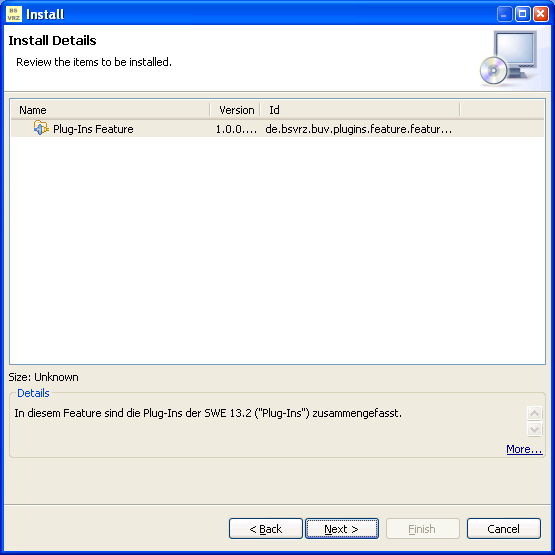 BS
VRZ
Install
Install Details
Review the items to be installed.
Name Version Id
Plug-Ins Feature 1.0.0.... de.bsvrz.buv.plugins.feature.featur...
Size: Unknown
Details
In diesem Feature sind die Plug-Ins der SWE 13.2 ("Plug-Ins") zusammengefasst.
More...
< Back Next > Finish Cancel